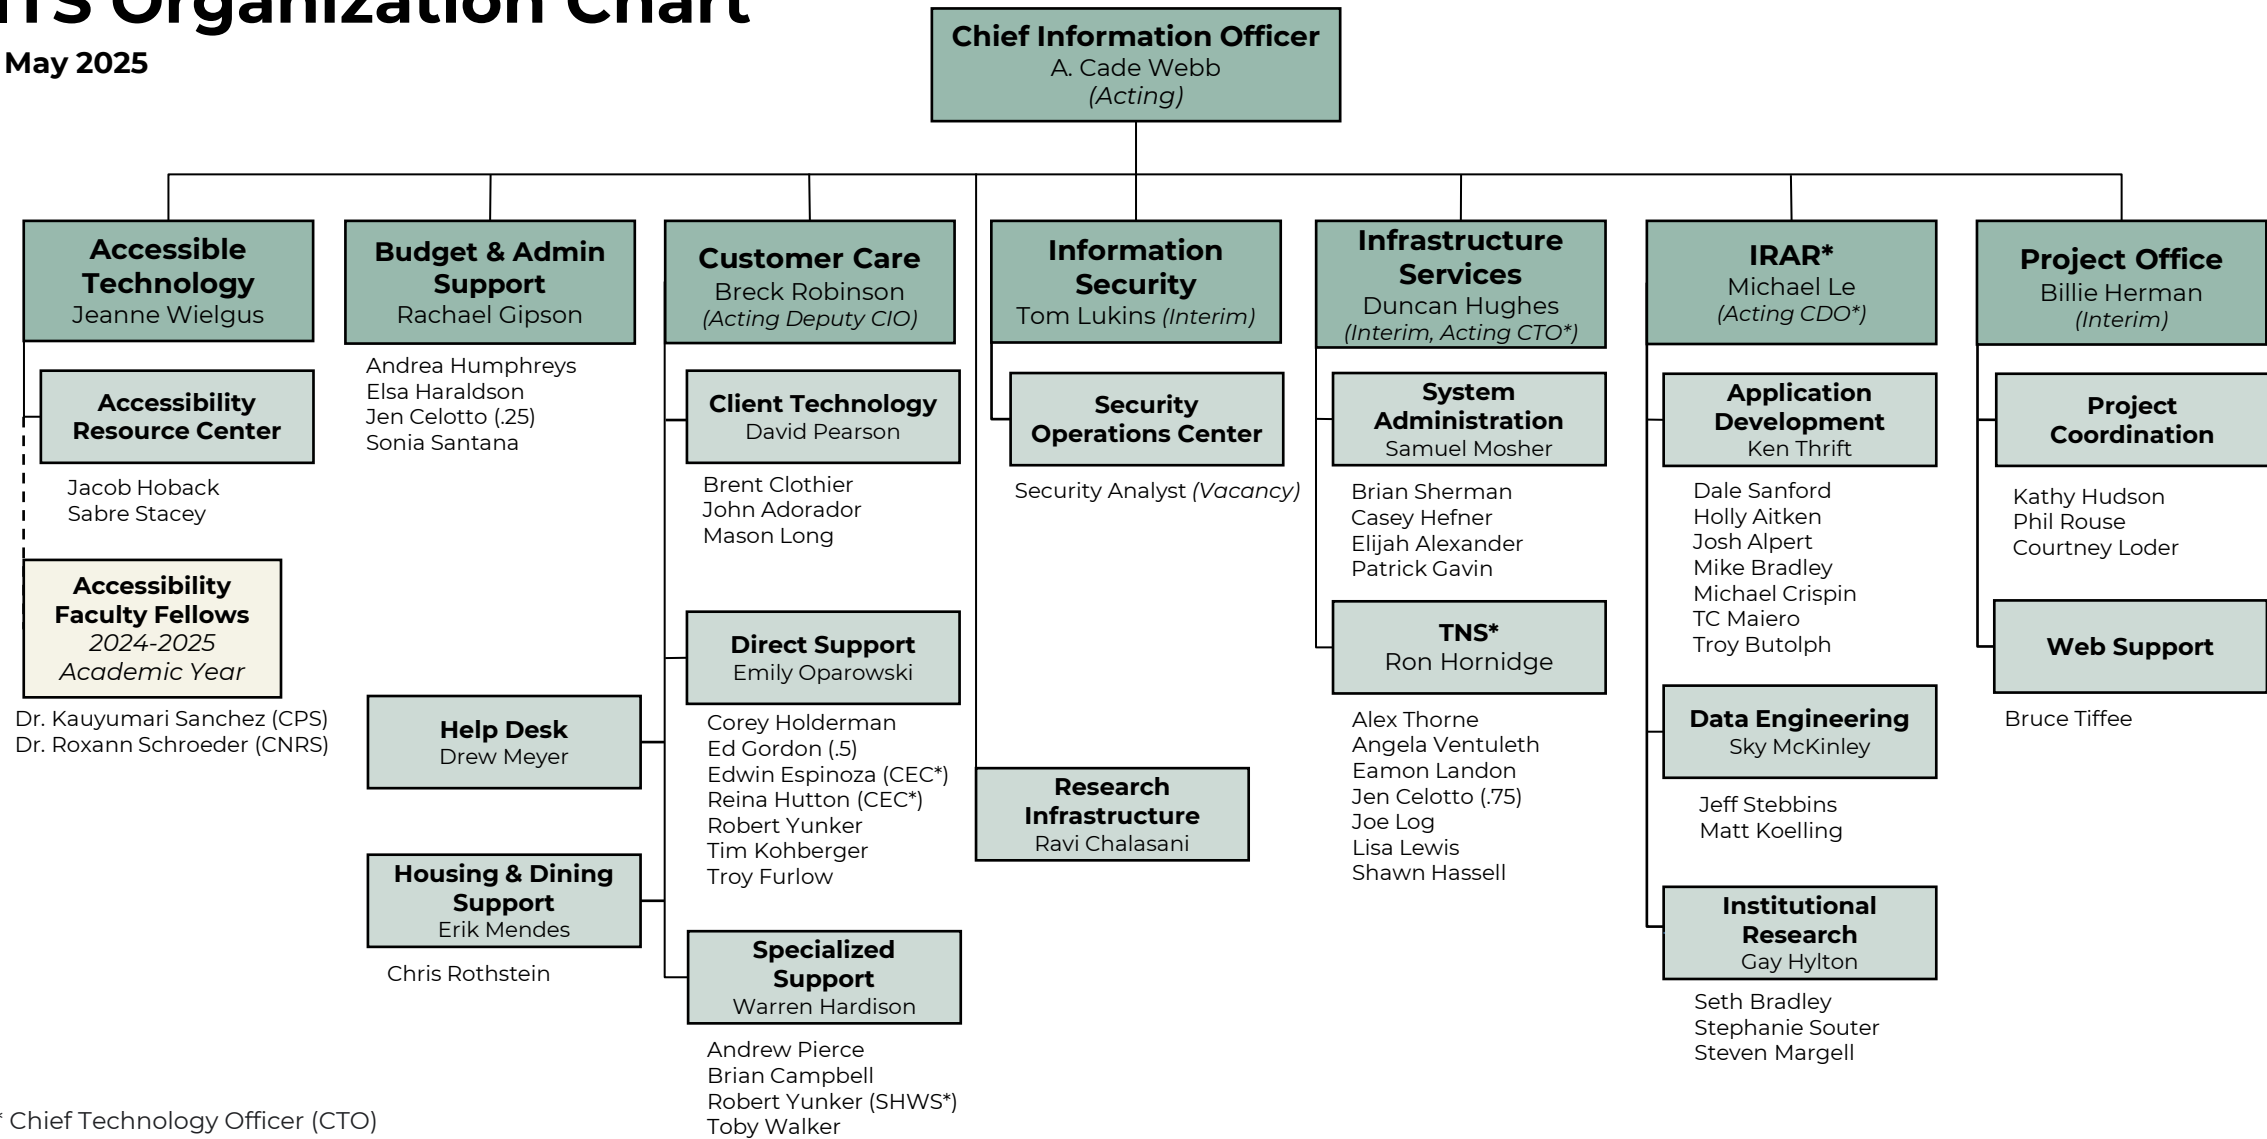 ITS Organization Chart
May 2025
Chief Information Officer
A. Cade Webb
(Acting)
Accessible
Technology
Jeanne Wielgus
Accessibility
Resource Center
Jacob Hoback
Sabre Stacey
Accessibility
Faculty Fellows
2024-2025
Academic Year
Dr. Kauyumari Sanchez (CPS)
Dr. Roxann Schroeder (CNRS)
Budget & Admin
Support
Rachael Gipson
Andrea Humphreys
Elsa Haraldson
Jen Celotto (.25)
Sonia Santana
Customer Care
Breck Robinson
(Acting Deputy CIO)
Client Technology
David Pearson
Brent Clothier
John Adorador
Mason Long
Direct Support
Emily Oparowski
Corey Holderman
Ed Gordon (.5)
Edwin Espinoza (CEC*)
Reina Hutton (CEC*)
Robert Yunker
Tim Kohberger
Troy Furlow
Help Desk
Drew Meyer
Housing & Dining
Support
Erik Mendes
Chris Rothstein
Specialized
Support
Warren Hardison
Andrew Pierce
Brian Campbell
Robert Yunker (SHWS*)
Toby Walker
Research
Infrastructure
Ravi Chalasani
Information
Security
Tom Lukins (Interim)
Security
Operations Center
Security Analyst (Vacancy)
Infrastructure
Services
Duncan Hughes
(Interim, Acting CTO*)
System
Administration
Samuel Mosher
Brian Sherman
Casey Hefner
Elijah Alexander
Patrick Gavin
TNS*
Ron Hornidge
Alex Thorne
Angela Ventuleth
Eamon Landon
Jen Celotto (.75)
Joe Log
Lisa Lewis
Shawn Hassell
IRAR*
Michael Le
(Acting CDO*)
Application
Development
Ken Thrift
Dale Sanford
Holly Aitken
Josh Alpert
Mike Bradley
Michael Crispin
TC Maiero
Troy Butolph
Data Engineering
Sky McKinley
Jeff Stebbins
Matt Koelling
Institutional
Research
Gay Hylton
Seth Bradley
Stephanie Souter
Steven Margell
Project Office
Billie Herman
(Interim)
Project
Coordination
Kathy Hudson
Phil Rouse
Courtney Loder
Web Support
Bruce Tiffee
* Chief Technology Officer (CTO)